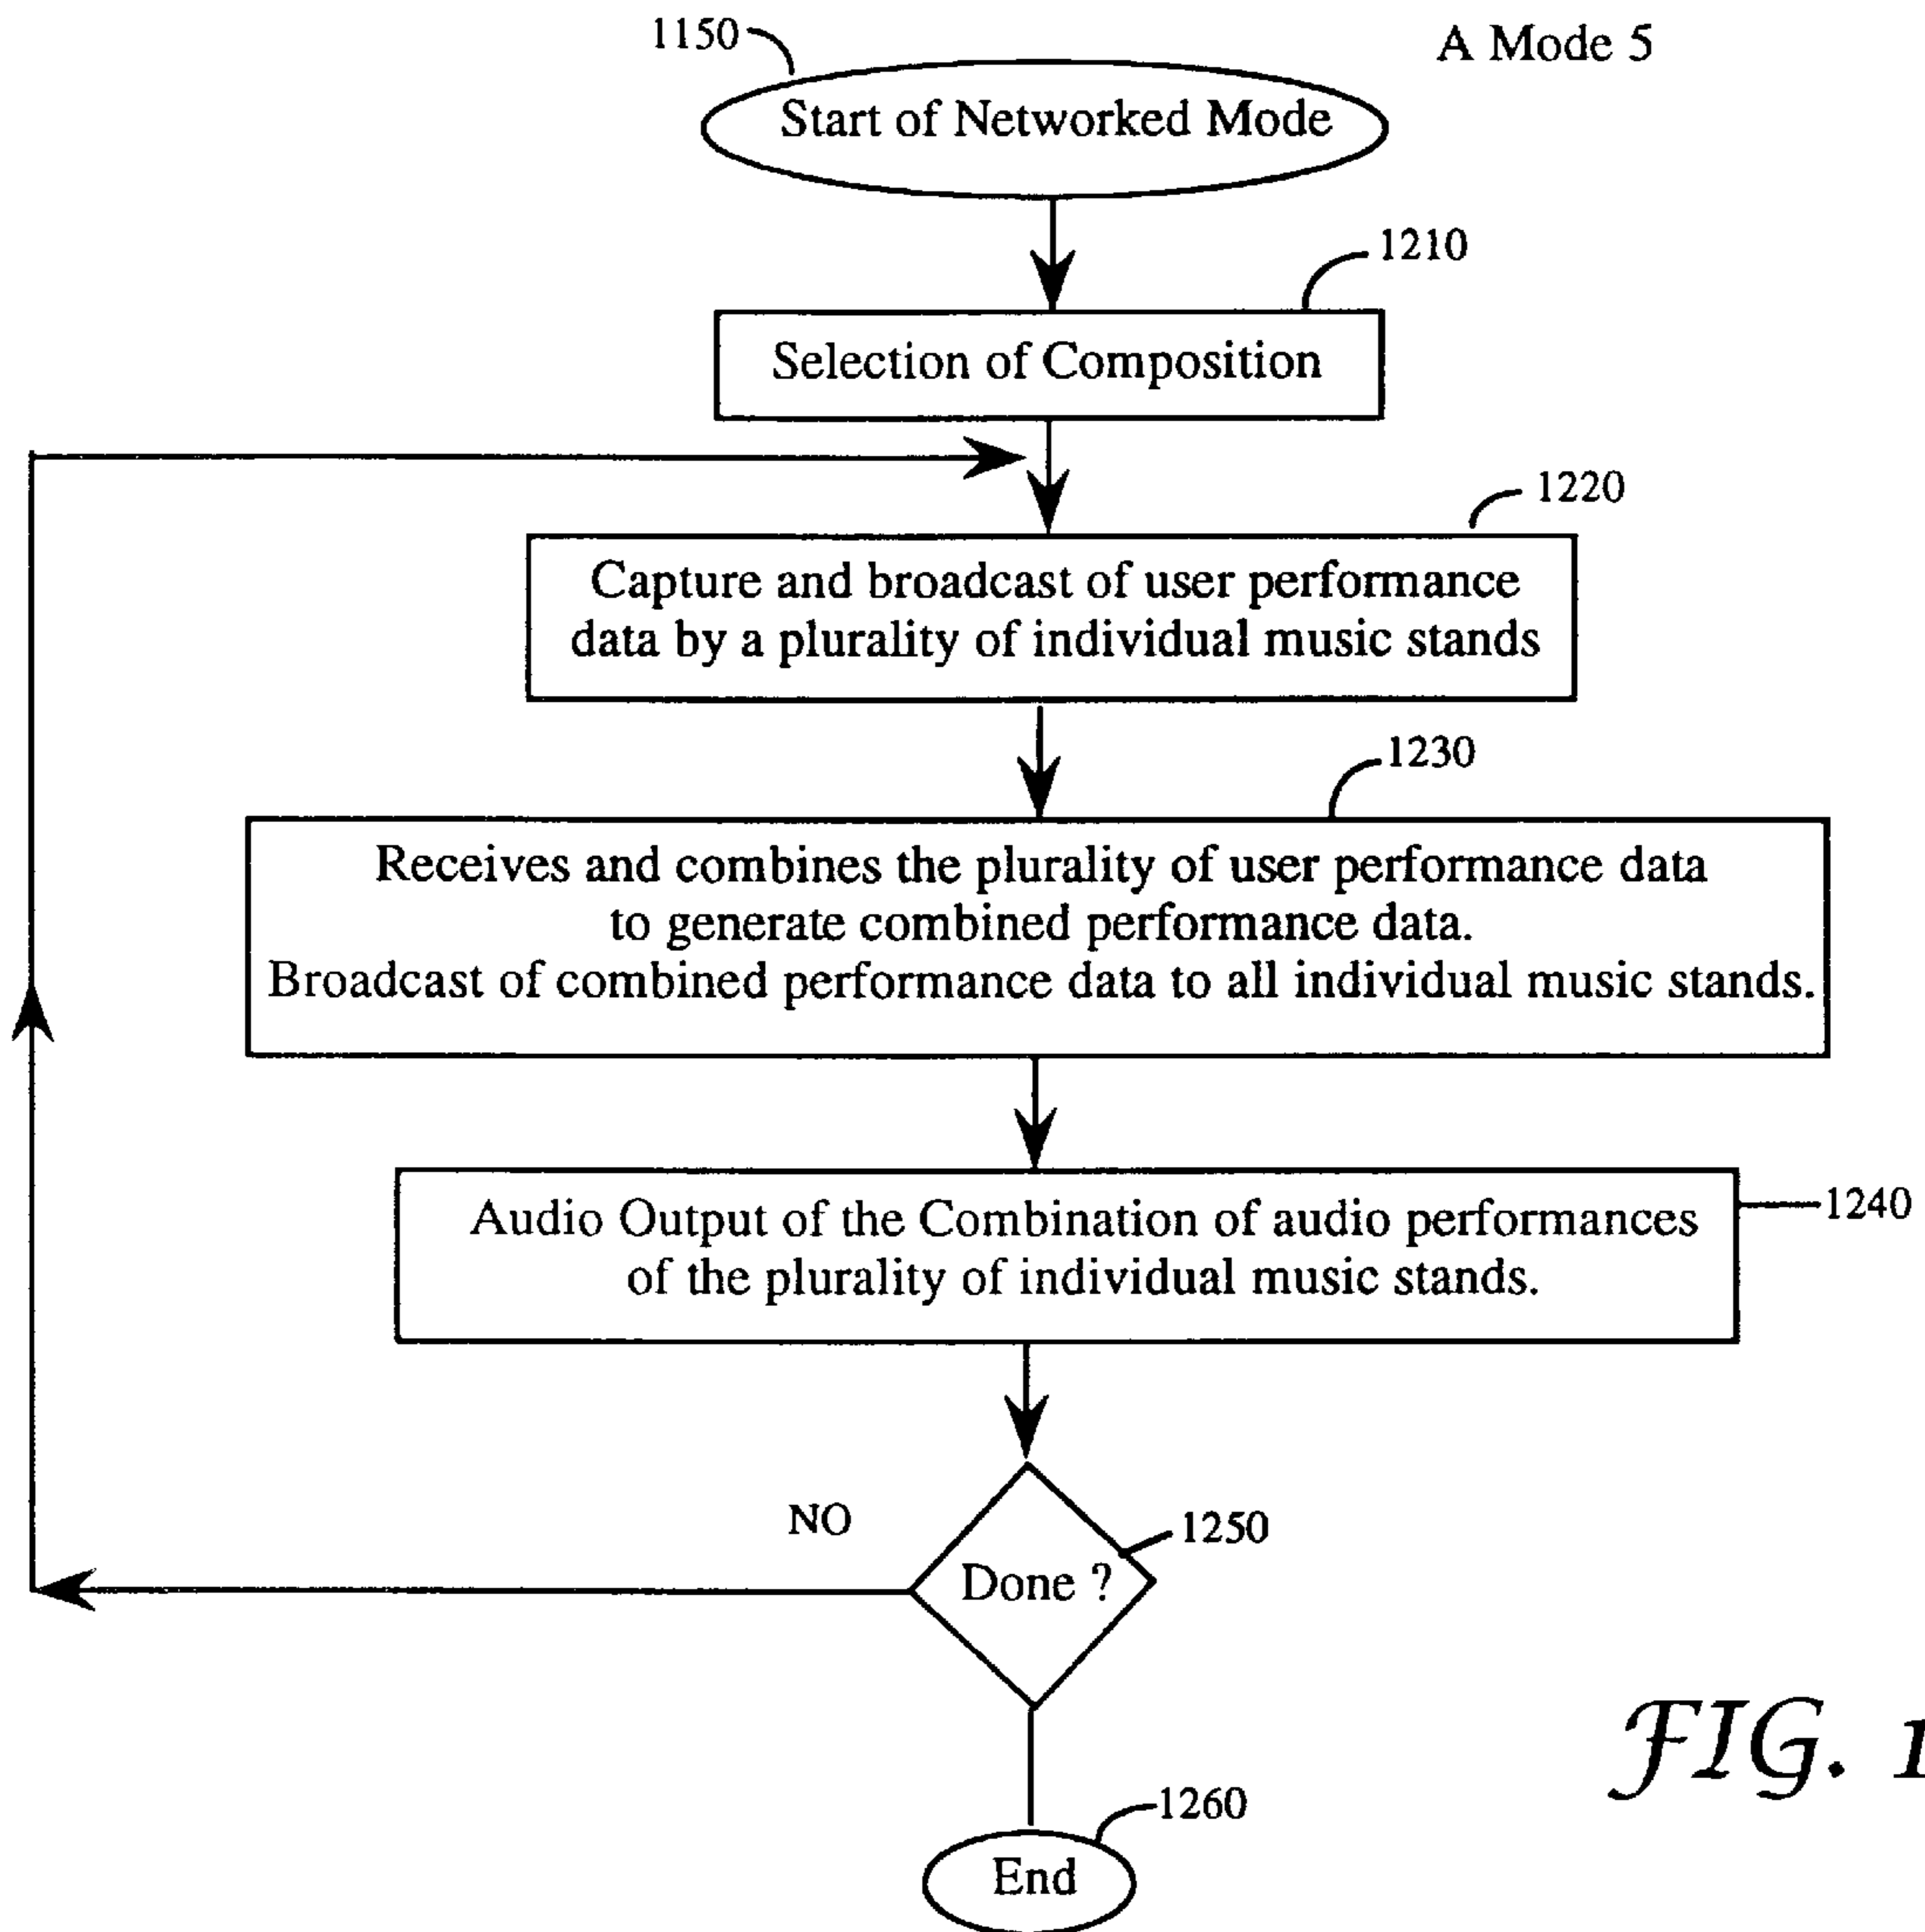 1150
A Mode 5
Start of Networked Mode
1210
Selection of Composition
1220
Capture and broadcast of user performance
data by a plurality of individual music stands
1230
Receives and combines the plurality of user performance data
to generate combined performance data.
Broadcast of combined performance data to all individual music stands.
1240
Audio Output of the Combination of audio performances
of the plurality of individual music stands.
NO
1250
Done ?
FIG. 1
1260
End